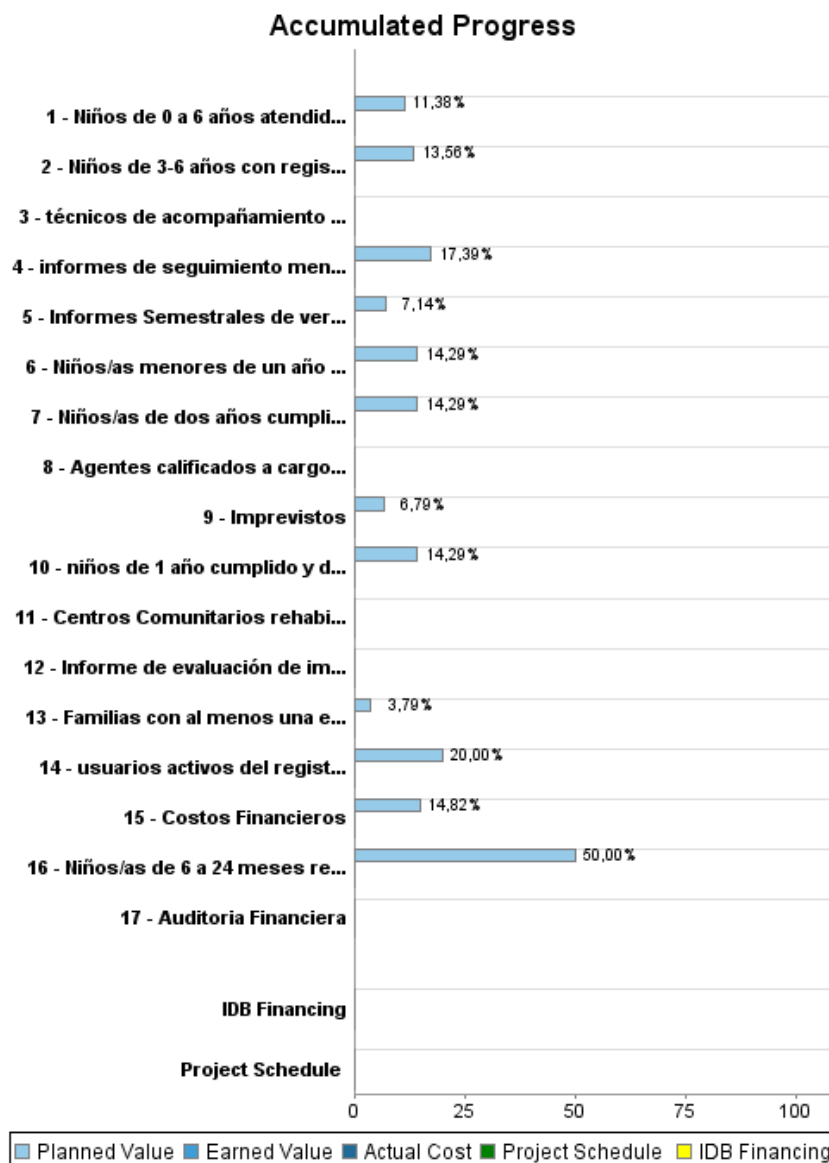 Accumulated Progress
1 - Niños de 0 a 6 años atendid... 11,38%
2 - Niños de 3-6 años con regis... 13,56%
3 - técnicos de acompañamiento ...
4 - informes de seguimiento men... 17,39%
5 - Informes Semestrales de ver... 7,14%
6 - Niños/as menores de un año ... 14,29%
7 - Niños/as de dos años cumpli... 14,29%
8 - Agentes calificados a cargo...
9 - Imprevistos 6,79%
10 - niños de 1 año cumplido y d... 14,29%
11 - Centros Comunitarios rehabi...
12 - Informe de evaluación de im...
13 - Familias con al menos una e... 3,79%
14 - usuarios activos del regist... 20,00%
15 - Costos Financieros 14,82%
16 - Niños/as de 6 a 24 meses re... 50,00%
17 - Auditoria Financiera
IDB Financing
Project Schedule
0 25 50 75 100
Planned Value Earned Value Actual Cost Project Schedule IDB Financing